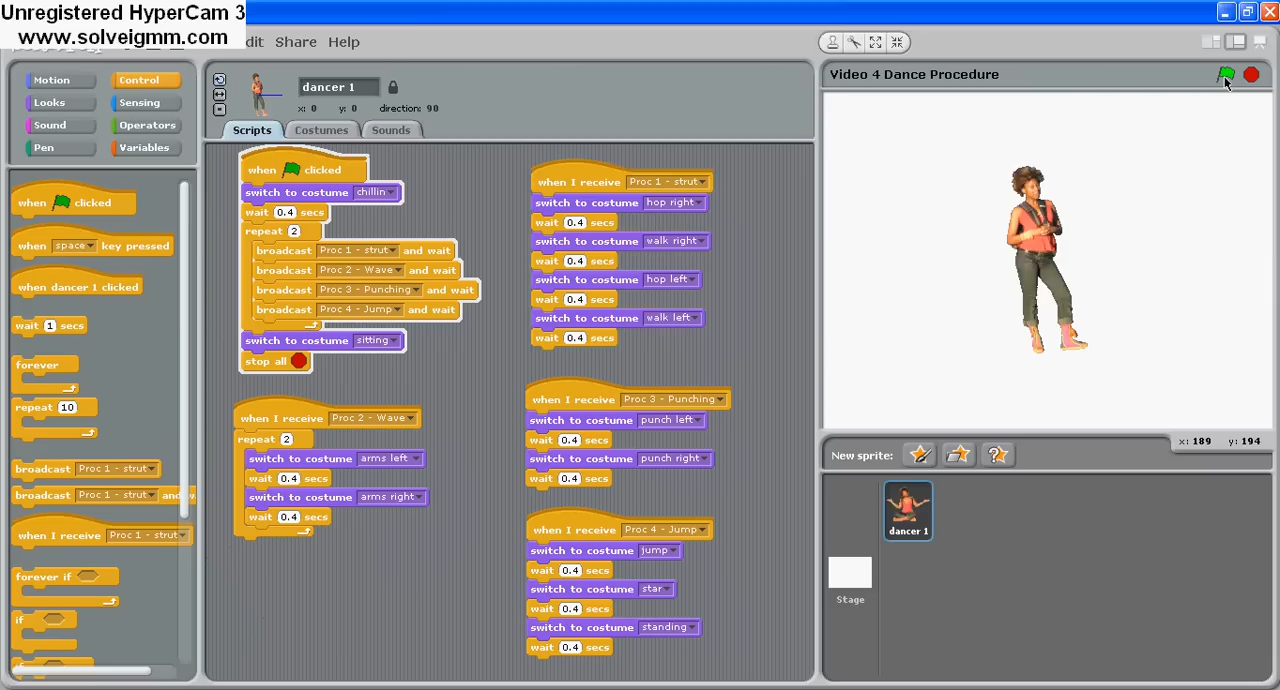 Unregistered HyperCam 3
www.solveigmm.com
Edit Share Help
Motion Control
Looks Sensing
Sound Operators
Pen Variables
when clicked
when space key pressed
when dancer 1 clicked
wait 1 secs
forever
repeat 10
broadcast Proc 1 - strut
broadcast Proc 1 - strut and w
when I receive Proc 1 - strut
forever if
if
dancer 1
x: 0 y: 0 direction: 90
Scripts Costumes Sounds
when clicked
switch to costume chillin
wait 0.4 secs
repeat 2
broadcast Proc 1 - strut and wait
broadcast Proc 2 - Wave and wait
broadcast Proc 3 - Punching and wait
broadcast Proc 4 - Jump and wait
switch to costume sitting
stop all
when I receive Proc 2 - Wave
repeat 2
switch to costume arms left
wait 0.4 secs
switch to costume arms right
wait 0.4 secs
when I receive Proc 1 - strut
switch to costume hop right
wait 0.4 secs
switch to costume walk right
wait 0.4 secs
switch to costume hop left
wait 0.4 secs
switch to costume walk left
wait 0.4 secs
when I receive Proc 3 - Punching
switch to costume punch left
wait 0.4 secs
switch to costume punch right
wait 0.4 secs
when I receive Proc 4 - Jump
switch to costume jump
wait 0.4 secs
switch to costume star
wait 0.4 secs
switch to costume standing
wait 0.4 secs
Video 4 Dance Procedure
x: 189 y: 194
New sprite:
dancer 1
Stage